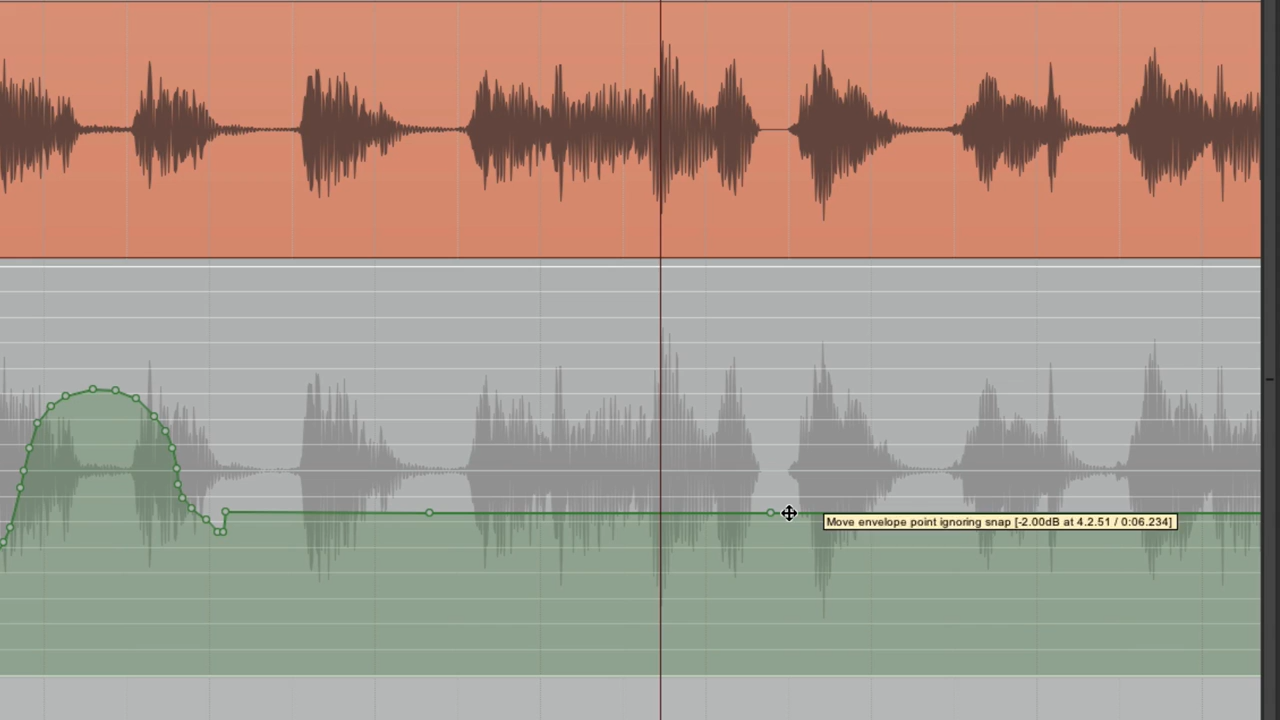 Move envelope point ignoring snap [-2.00dB at 4.2.51 / 0:06.234]